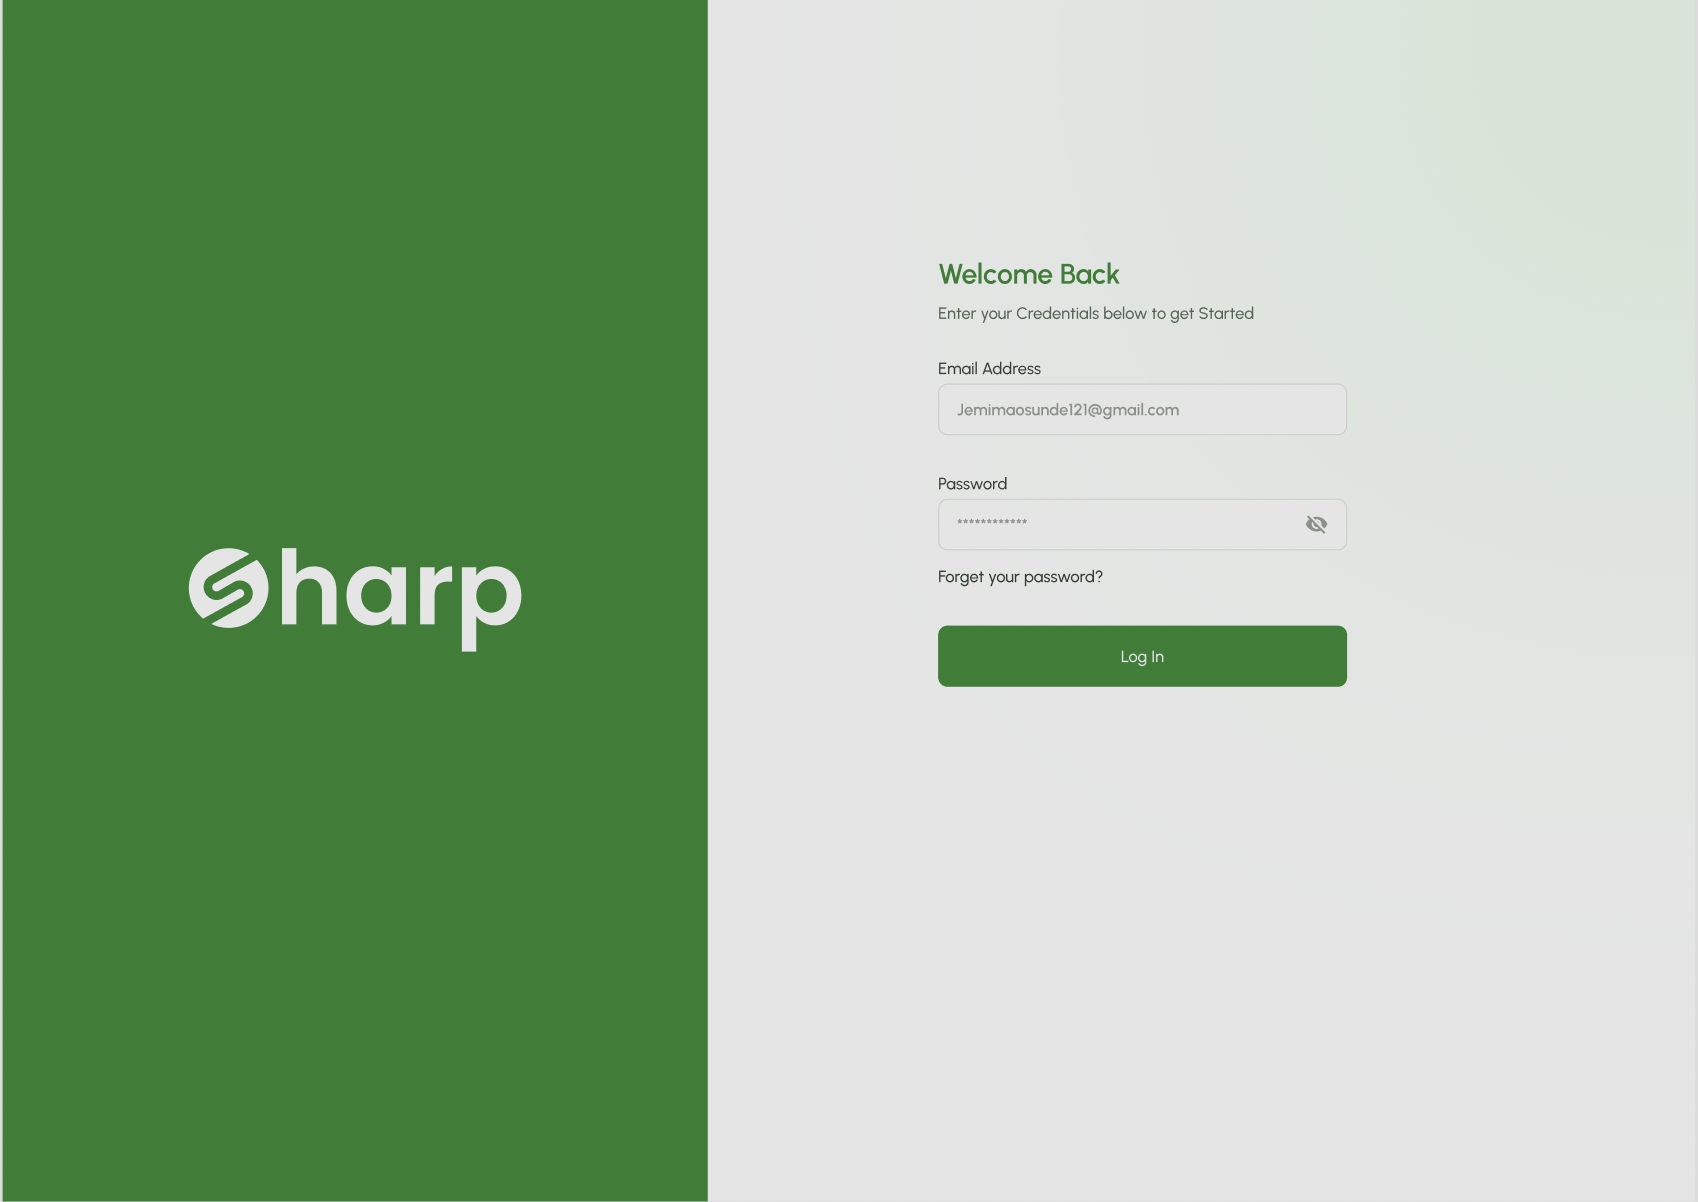 Sharp
Welcome Back
Enter your Credentials below to get Started
Email Address
Jemimaosunde121@gmail.com
Password
************
Forget your password?
Log In